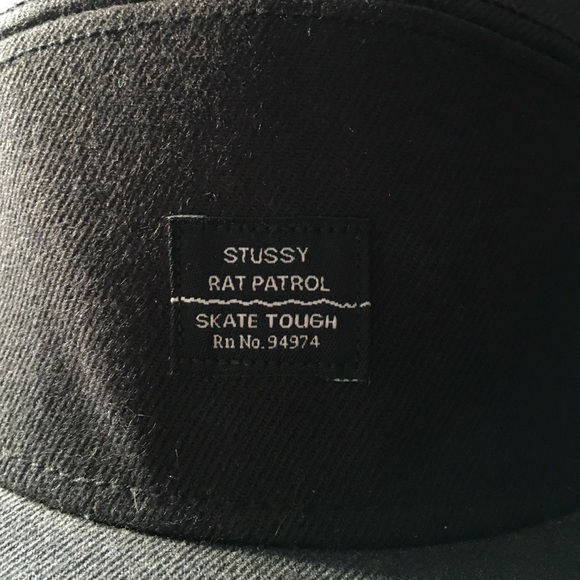 STUSSY
RAT PATROL
SKATE TOUGH
Rn No. 94974